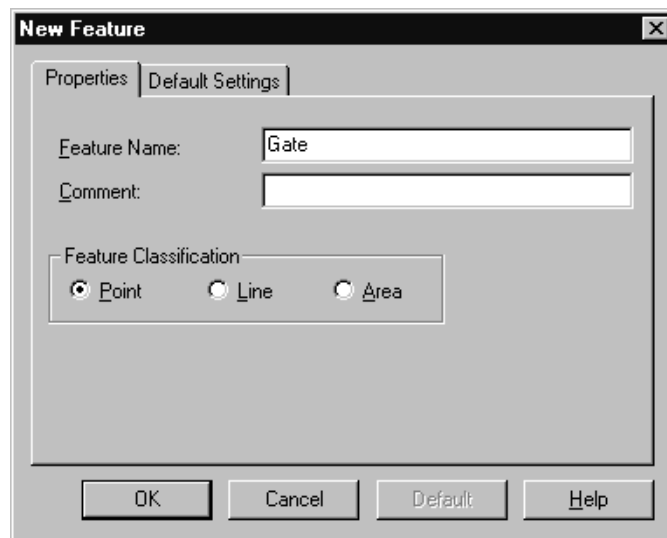 New Feature
Properties Default Settings
Feature Name: Gate
Comment:
Feature Classification
Point Line Area
OK Cancel Default Help